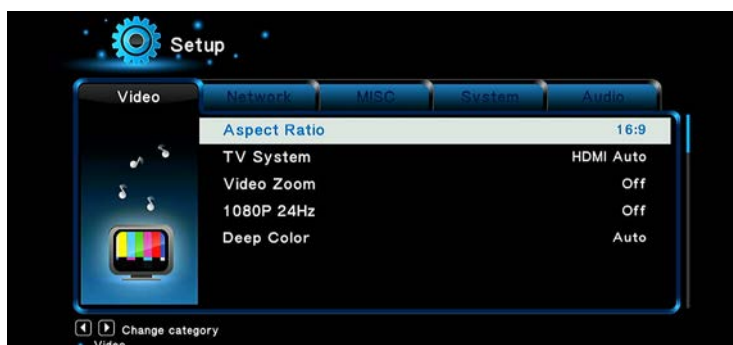 Setup
Video Network MISC System Audio
Aspect Ratio 16:9
TV System HDMI Auto
Video Zoom Off
1080P 24Hz Off
Deep Color Auto
Change category
Video